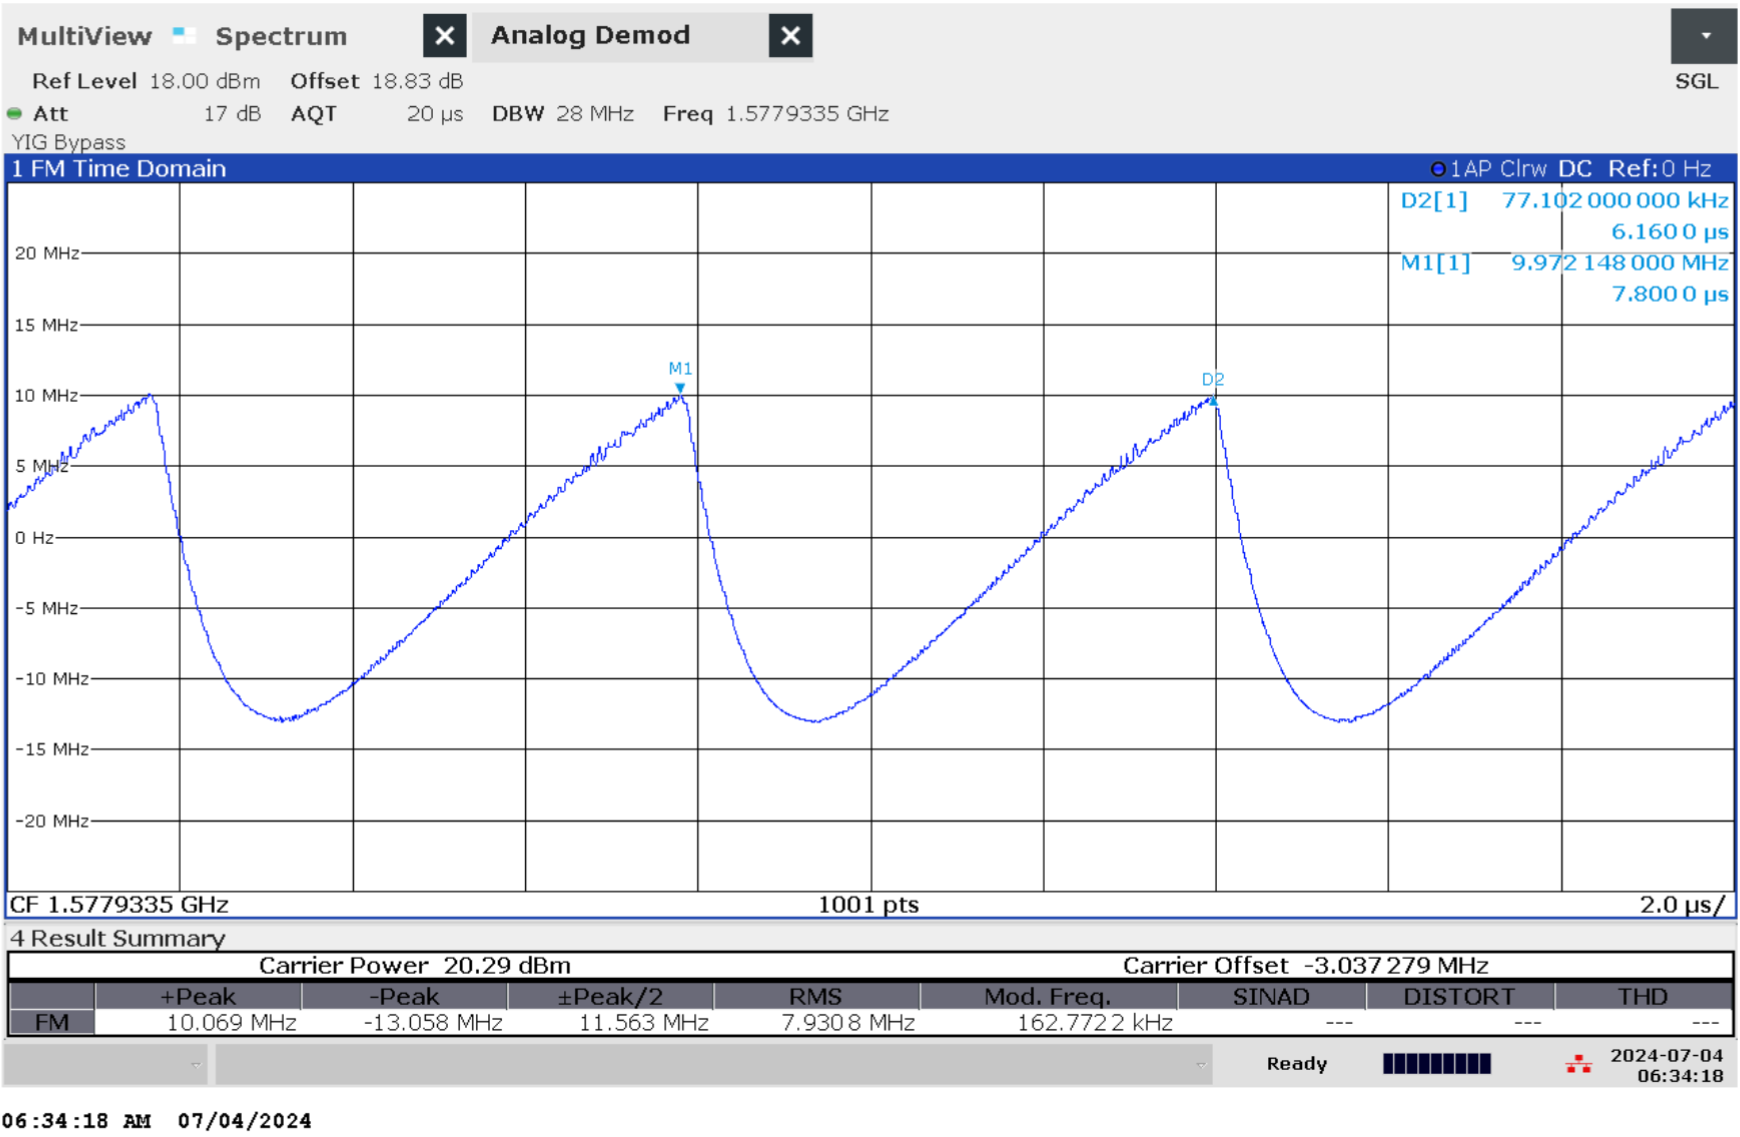 MultiView Spectrum Analog Demod
Ref Level 18.00 dBm Offset 18.83 dB SGL
Att 17 dB AQT 20 µs DBW 28 MHz Freq 1.5779335 GHz
YIG Bypass
1 FM Time Domain 1AP Clrw DC Ref:0 Hz
D2[1] 77.102 000 000 kHz
6.160 0 µs
20 MHz
M1[1] 9.972 148 000 MHz
7.800 0 µs
15 MHz
M1
D2
10 MHz
5 MHz
0 Hz
-5 MHz
-10 MHz
-15 MHz
-20 MHz
CF 1.5779335 GHz 1001 pts 2.0 µs/
4 Result Summary
Carrier Power 20.29 dBm Carrier Offset -3.037 279 MHz
+Peak -Peak ±Peak/2 RMS Mod. Freq. SINAD DISTORT THD
FM 10.069 MHz -13.058 MHz 11.563 MHz 7.930 8 MHz 162.772 2 kHz --- --- ---
Ready 2024-07-04
06:34:18
06:34:18 AM 07/04/2024